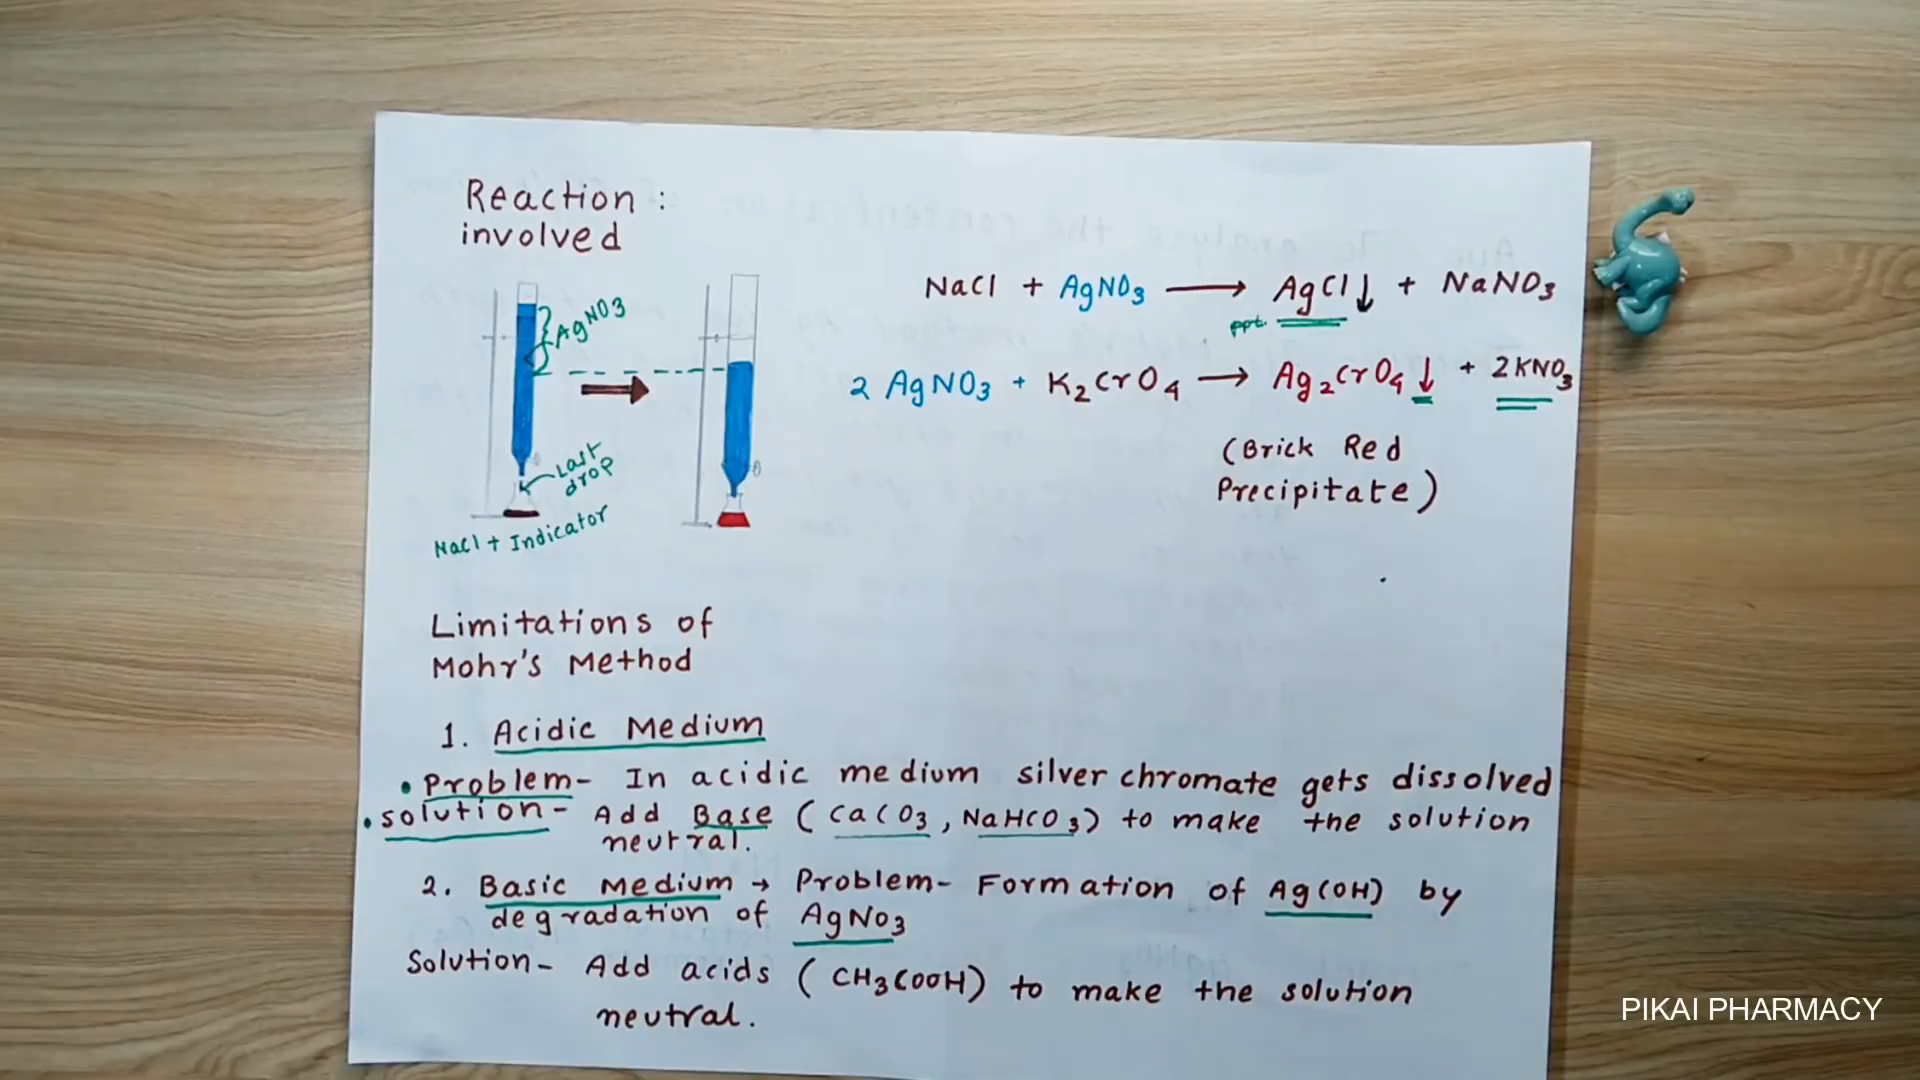 Reaction :
involved
NaCl + AgNO3 → AgCl↓ + NaNO3
ppt.
2 AgNO3 + K2CrO4 → Ag2CrO4 ↓ + 2KNO3
(Brick Red
Precipitate)
AgNO3
Last
drop
NaCl + Indicator
Limitations of
Mohr's Method
1. Acidic Medium
• Problem- In acidic medium silver chromate gets dissolved
• solution- Add Base (CaCO3, NaHCO3) to make the solution
neutral.
2. Basic Medium → Problem- Formation of Ag(OH) by
degradation of AgNo3
Solution- Add acids (CH3COOH) to make the solution
neutral.
PIKAI PHARMACY